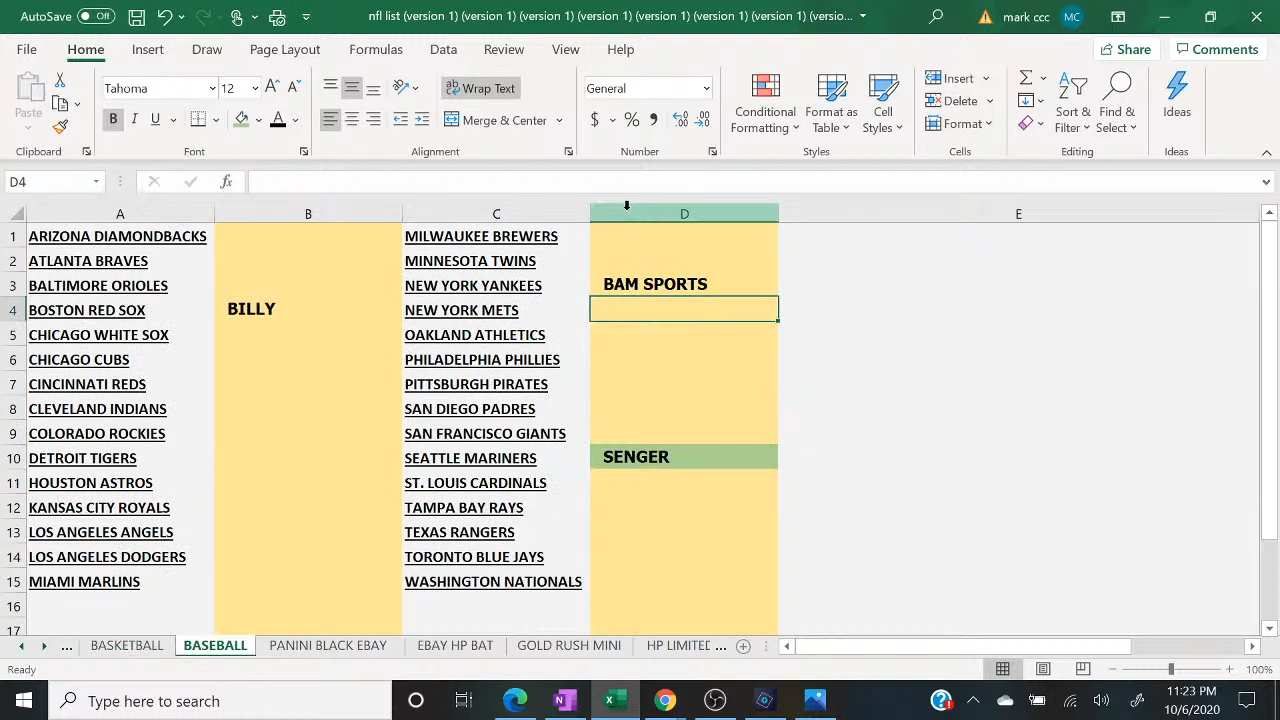 AutoSave Off nfl list (version 1) (version 1) (version 1) (version 1) (version 1) (version 1) (version 1) (versio... mark ccc MC
File Home Insert Draw Page Layout Formulas Data Review View Help Share Comments
Paste Tahoma 12 Wrap Text General Conditional Formatting Format as Table Cell Styles Insert Sort & Filter Find & Select Ideas
B I U Merge & Center $ % Delete
Format
Clipboard Font Alignment Number Styles Cells Editing Ideas
D4 fx
A B C D E
1 ARIZONA DIAMONDBACKS MILWAUKEE BREWERS
2 ATLANTA BRAVES MINNESOTA TWINS
3 BALTIMORE ORIOLES NEW YORK YANKEES BAM SPORTS
4 BOSTON RED SOX BILLY NEW YORK METS
5 CHICAGO WHITE SOX OAKLAND ATHLETICS
6 CHICAGO CUBS PHILADELPHIA PHILLIES
7 CINCINNATI REDS PITTSBURGH PIRATES
8 CLEVELAND INDIANS SAN DIEGO PADRES
9 COLORADO ROCKIES SAN FRANCISCO GIANTS
10 DETROIT TIGERS SEATTLE MARINERS SENGER
11 HOUSTON ASTROS ST. LOUIS CARDINALS
12 KANSAS CITY ROYALS TAMPA BAY RAYS
13 LOS ANGELES ANGELS TEXAS RANGERS
14 LOS ANGELES DODGERS TORONTO BLUE JAYS
15 MIAMI MARLINS WASHINGTON NATIONALS
16
17
... BASKETBALL BASEBALL PANINI BLACK EBAY EBAY HP BAT GOLD RUSH MINI HP LIMITED ...
Ready 100%
Type here to search 11:23 PM
10/6/2020